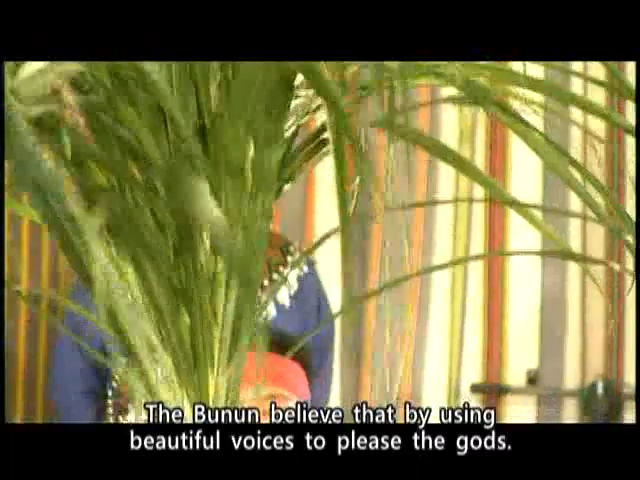 The Bunun believe that by using
beautiful voices to please the gods.